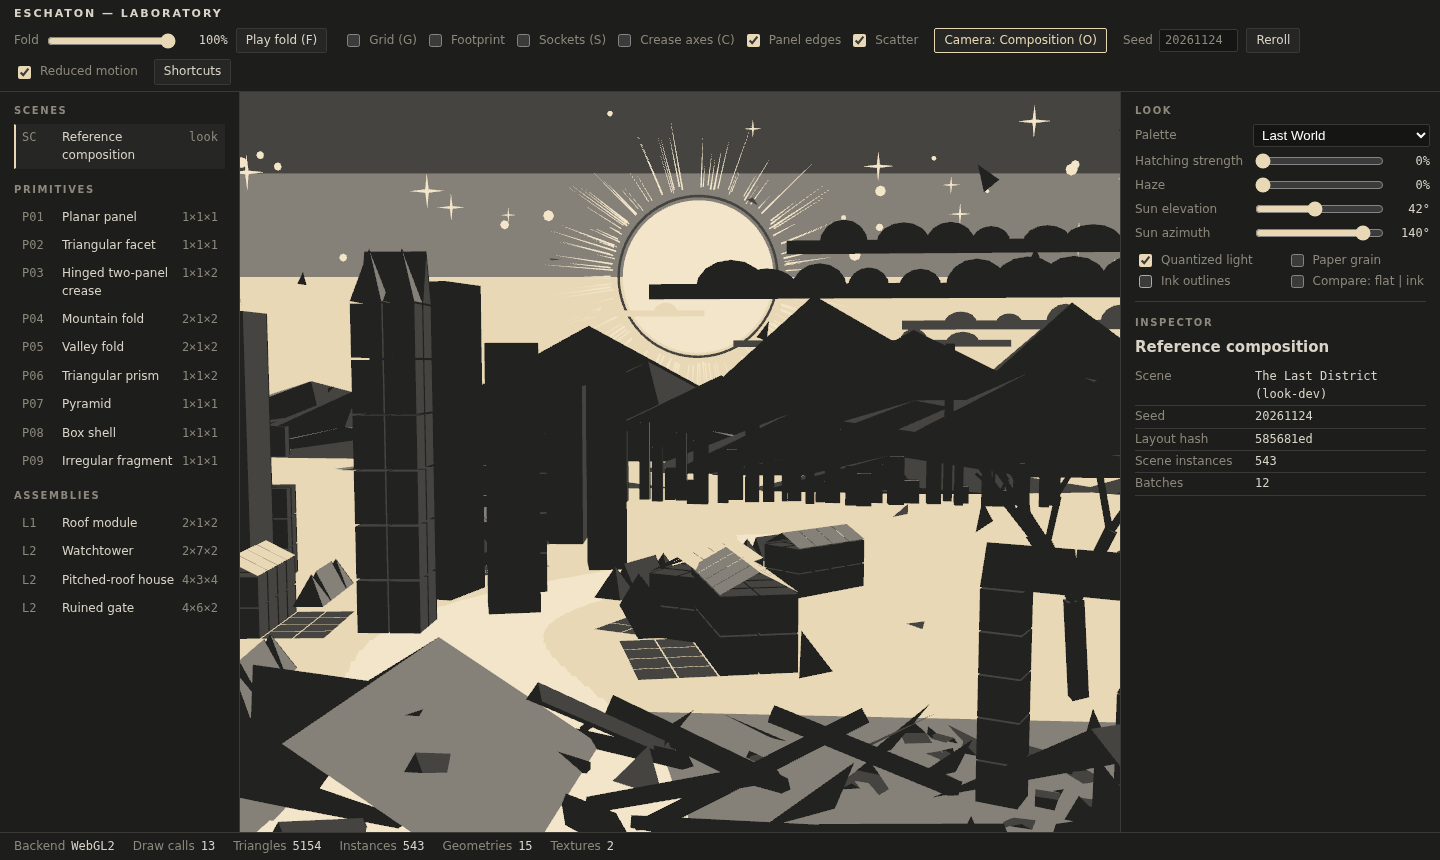 ESCHATON — LABORATORY
Fold 100% Play fold (F) Grid (G) Footprint Sockets (S) Crease axes (C) Panel edges Scatter Camera: Composition (O) Seed 20261124 Reroll
Reduced motion Shortcuts
SCENES
SC Reference composition look
PRIMITIVES
P01 Planar panel 1×1×1
P02 Triangular facet 1×1×1
P03 Hinged two-panel crease 1×1×2
P04 Mountain fold 2×1×2
P05 Valley fold 2×1×2
P06 Triangular prism 1×1×2
P07 Pyramid 1×1×1
P08 Box shell 1×1×1
P09 Irregular fragment 1×1×1
ASSEMBLIES
L1 Roof module 2×1×2
L2 Watchtower 2×7×2
L2 Pitched-roof house 4×3×4
L2 Ruined gate 4×6×2
LOOK
Palette Last World
Hatching strength 0%
Haze 0%
Sun elevation 42°
Sun azimuth 140°
Quantized light Paper grain
Ink outlines Compare: flat | ink
INSPECTOR
Reference composition
Scene The Last District
(look-dev)
Seed 20261124
Layout hash 585681ed
Scene instances 543
Batches 12
Backend WebGL2 Draw calls 13 Triangles 5154 Instances 543 Geometries 15 Textures 2